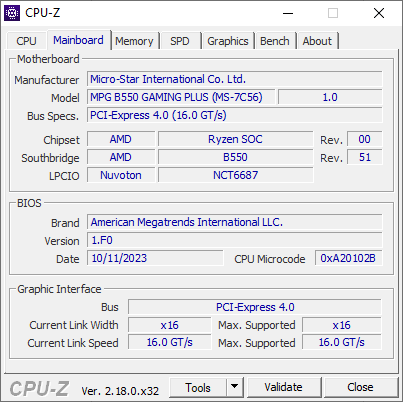 CPU-Z
CPU Mainboard Memory SPD Graphics Bench About
Motherboard
Manufacturer Micro-Star International Co. Ltd.
Model MPG B550 GAMING PLUS (MS-7C56) 1.0
Bus Specs. PCI-Express 4.0 (16.0 GT/s)
Chipset AMD Ryzen SOC Rev. 00
Southbridge AMD B550 Rev. 51
LPCIO Nuvoton NCT6687
BIOS
Brand American Megatrends International LLC.
Version 1.F0
Date 10/11/2023 CPU Microcode 0xA20102B
Graphic Interface
Bus PCI-Express 4.0
Current Link Width x16 Max. Supported x16
Current Link Speed 16.0 GT/s Max. Supported 16.0 GT/s
CPU-Z Ver. 2.18.0.x32 Tools Validate Close